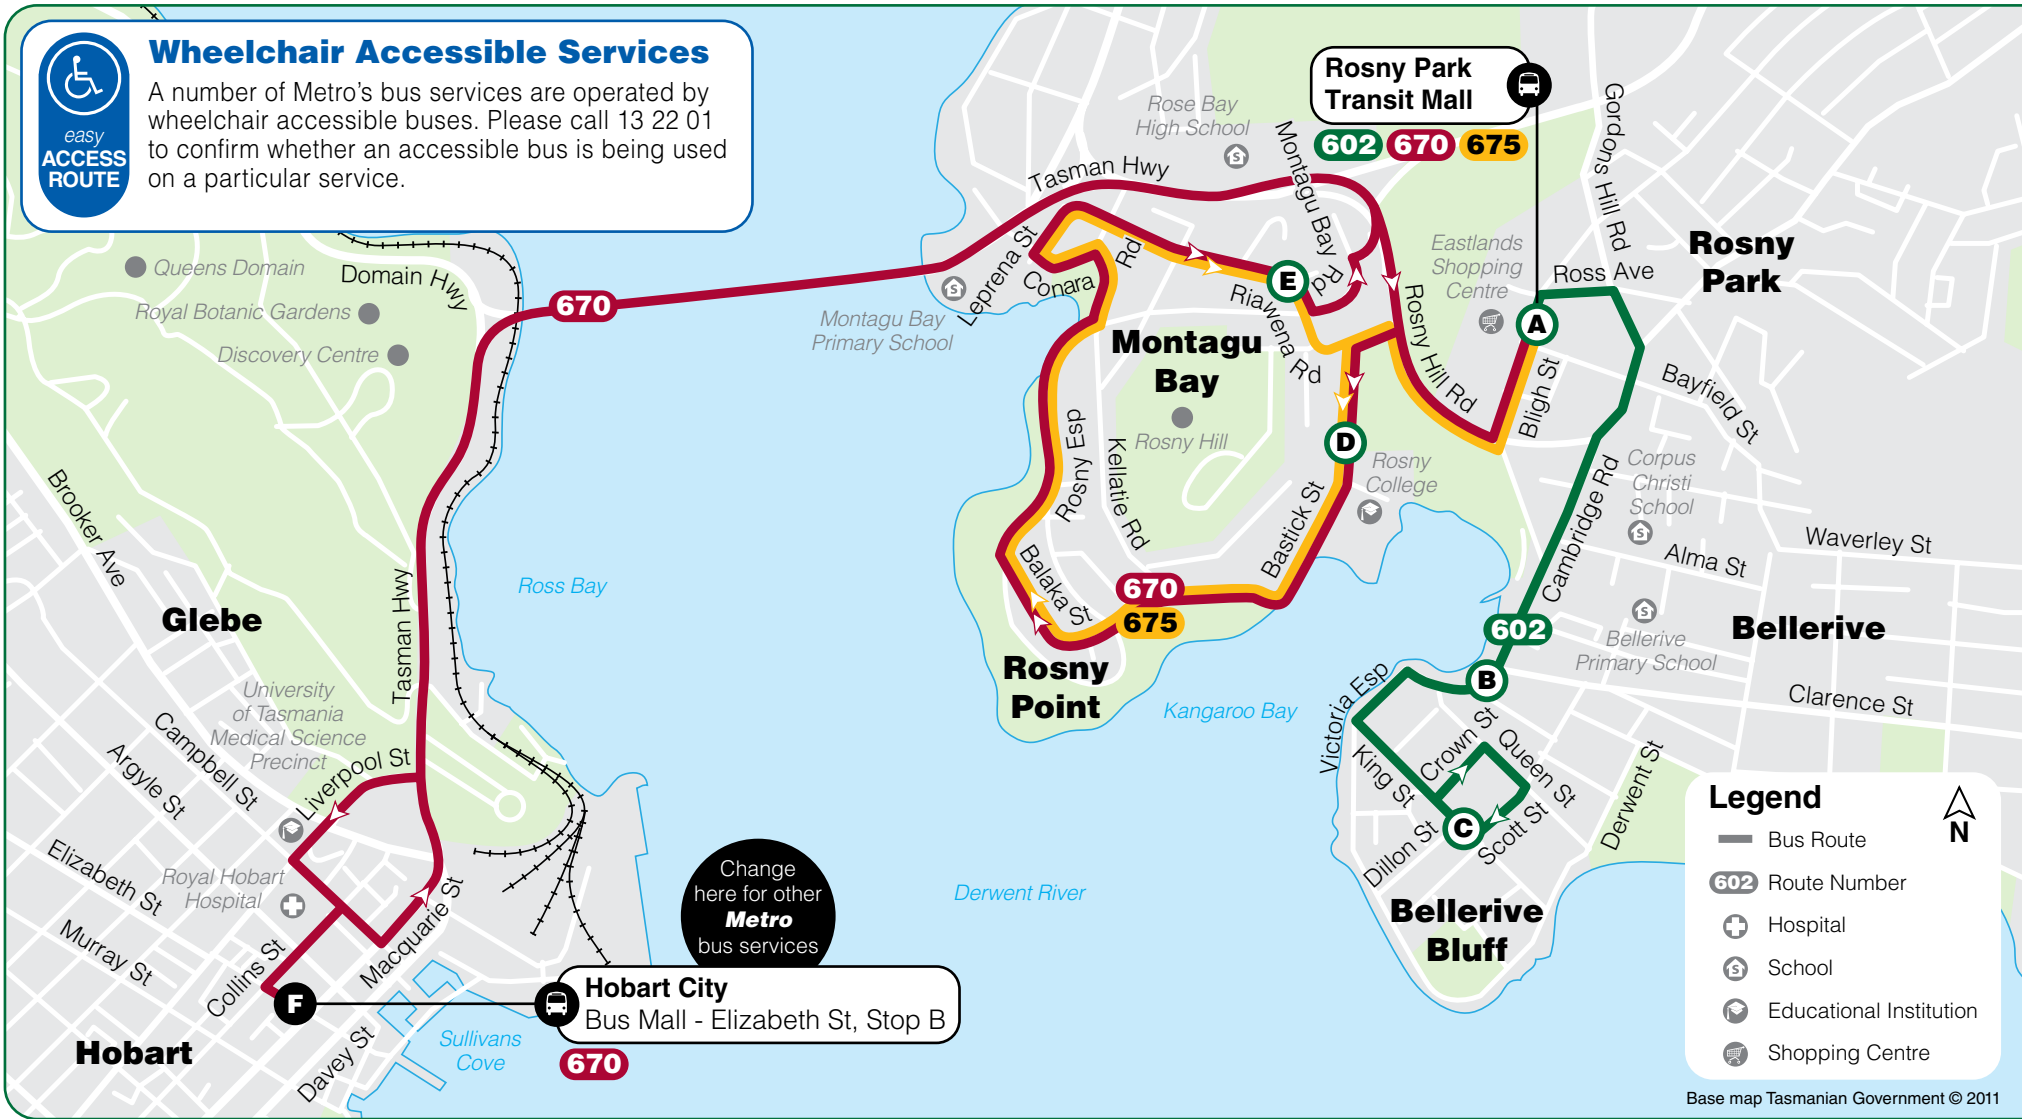 Wheelchair Accessible Services
A number of Metro's bus services are operated by
wheelchair accessible buses. Please call 13 22 01
to confirm whether an accessible bus is being used
on a particular service.
easy
ACCESS
ROUTE
Rosny Park
Transit Mall
602 670 675
Rose Bay
High School
Tasman Hwy
Montagu Bay
Rd
Gordons Hill Rd
Rosny
Park
Ross Ave
Eastlands
Shopping
Centre
A
Bligh St
Bayfield St
Rosny Hill Rd
Queens Domain
Domain Hwy
Royal Botanic Gardens
Discovery Centre
670
Montagu Bay
Primary School
Leprena St
Conara
Rd
E
Riawena Rd
Montagu
Bay
Rosny Hill
D
Rosny
College
Rosny Esp
Kellatie Rd
Bastick St
Balaka St
670
675
Rosny
Point
Corpus
Christi
School
Cambridge Rd
Alma St
Waverley St
Bellerive
Primary School
Bellerive
602
B
Clarence St
Victoria Esp
King St
Crown St
Queen St
C
Scott St
Dillon St
Derwent St
Bellerive
Bluff
Kangaroo Bay
Derwent River
Ross Bay
Brooker Ave
Glebe
Tasman Hwy
University
of Tasmania
Medical Science
Precinct
Liverpool St
Campbell St
Argyle St
Elizabeth St
Royal Hobart
Hospital
Murray St
Collins St
Macquarie St
F
Davey St
Hobart
Sullivans
Cove
Change
here for other
Metro
bus services
Hobart City
Bus Mall - Elizabeth St, Stop B
670
Legend
N
Bus Route
602 Route Number
Hospital
S School
Educational Institution
Shopping Centre
Base map Tasmanian Government © 2011